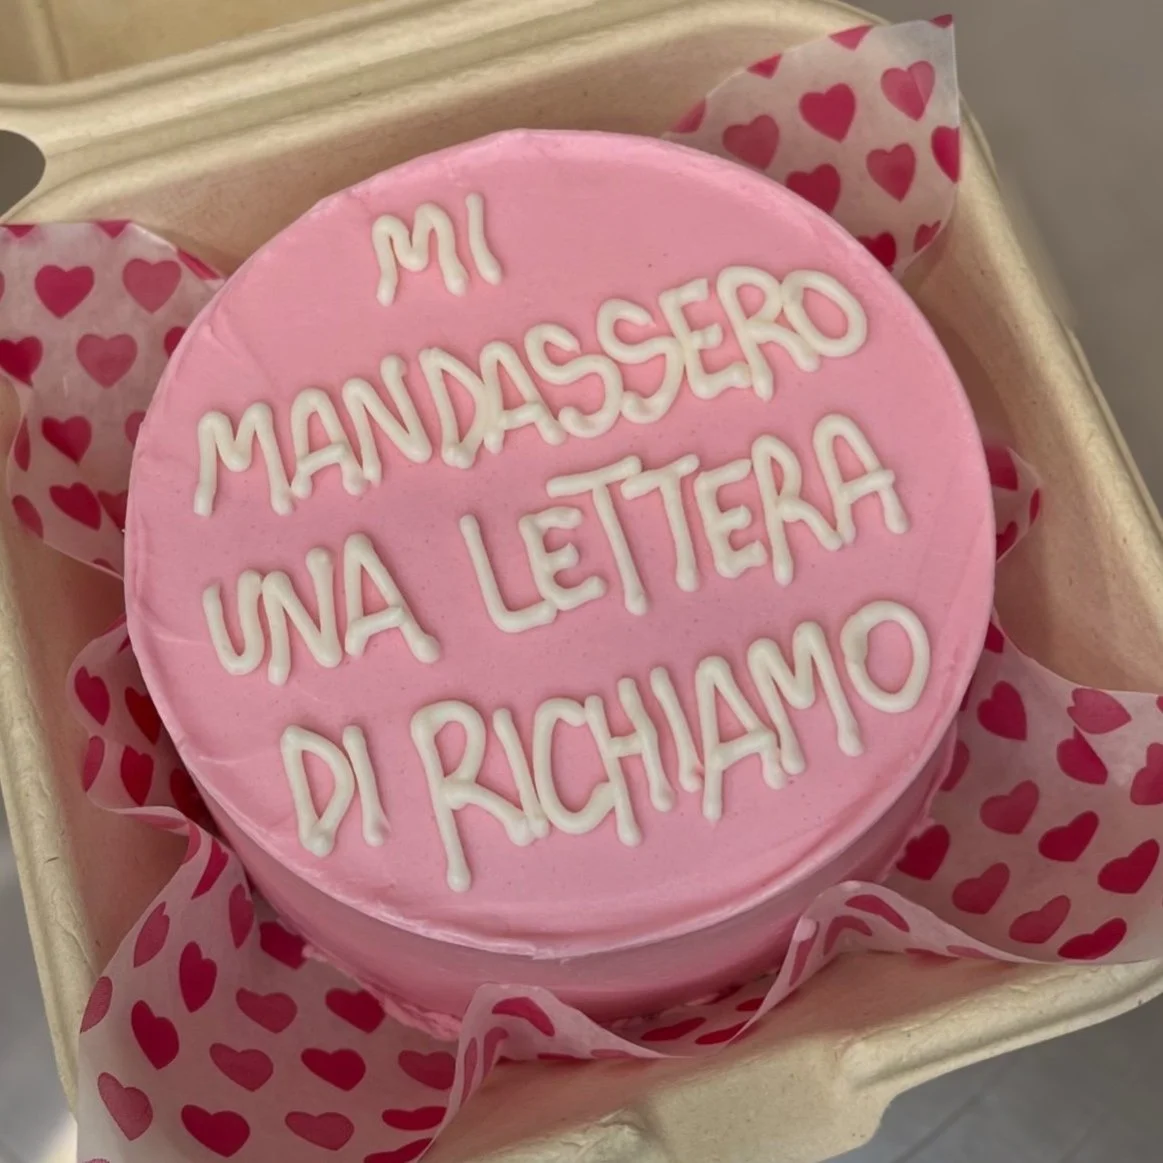 MI
MANDASSERO
UNA LETTERA
DI RICHIAMO